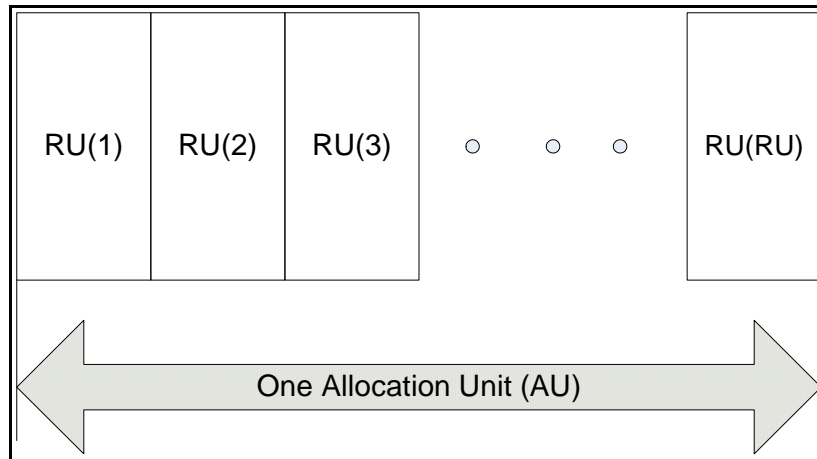 RU(1) RU(2) RU(3) RU(RU)
One Allocation Unit (AU)